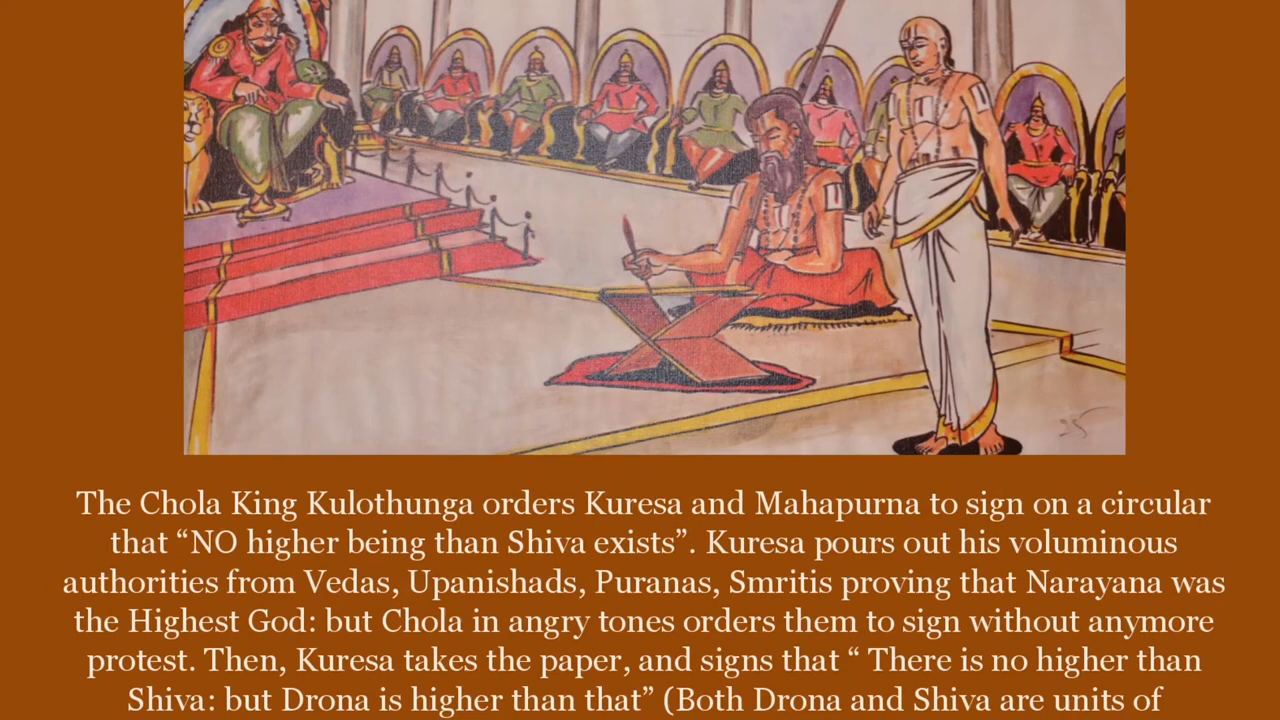 The Chola King Kulothunga orders Kuresa and Mahapurna to sign on a circular
that “NO higher being than Shiva exists”. Kuresa pours out his voluminous
authorities from Vedas, Upanishads, Puranas, Smritis proving that Narayana was
the Highest God: but Chola in angry tones orders them to sign without anymore
protest. Then, Kuresa takes the paper, and signs that “ There is no higher than
Shiva: but Drona is higher than that” (Both Drona and Shiva are units of